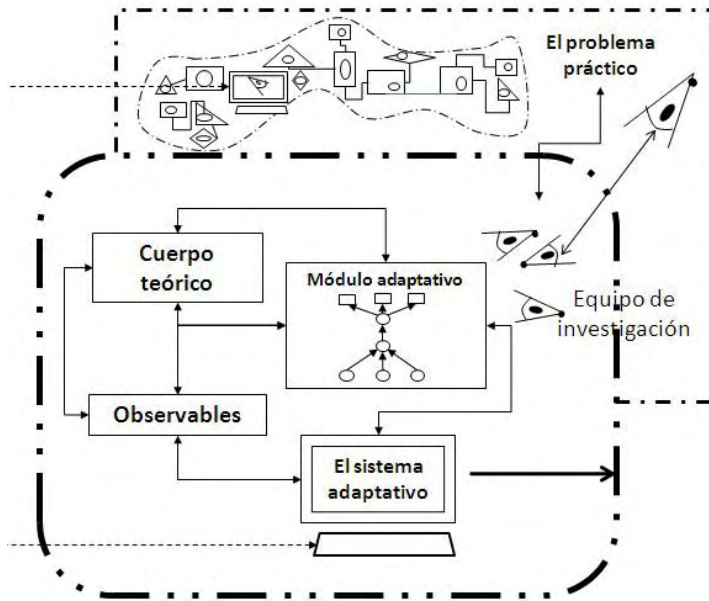 El problema
práctico
Cuerpo
teórico
Módulo adaptativo
Equipo de
investigación
Observables
El sistema
adaptativo